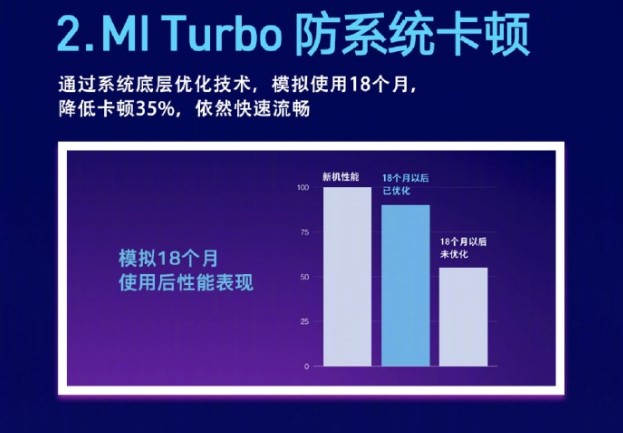 2.MI Turbo 防系统卡顿
通过系统底层优化技术，模拟使用18个月，
降低卡顿35%，依然快速流畅
模拟18个月
使用后性能表现
新机性能
18个月以后
已优化
18个月以后
未优化
100
75
50
25
0